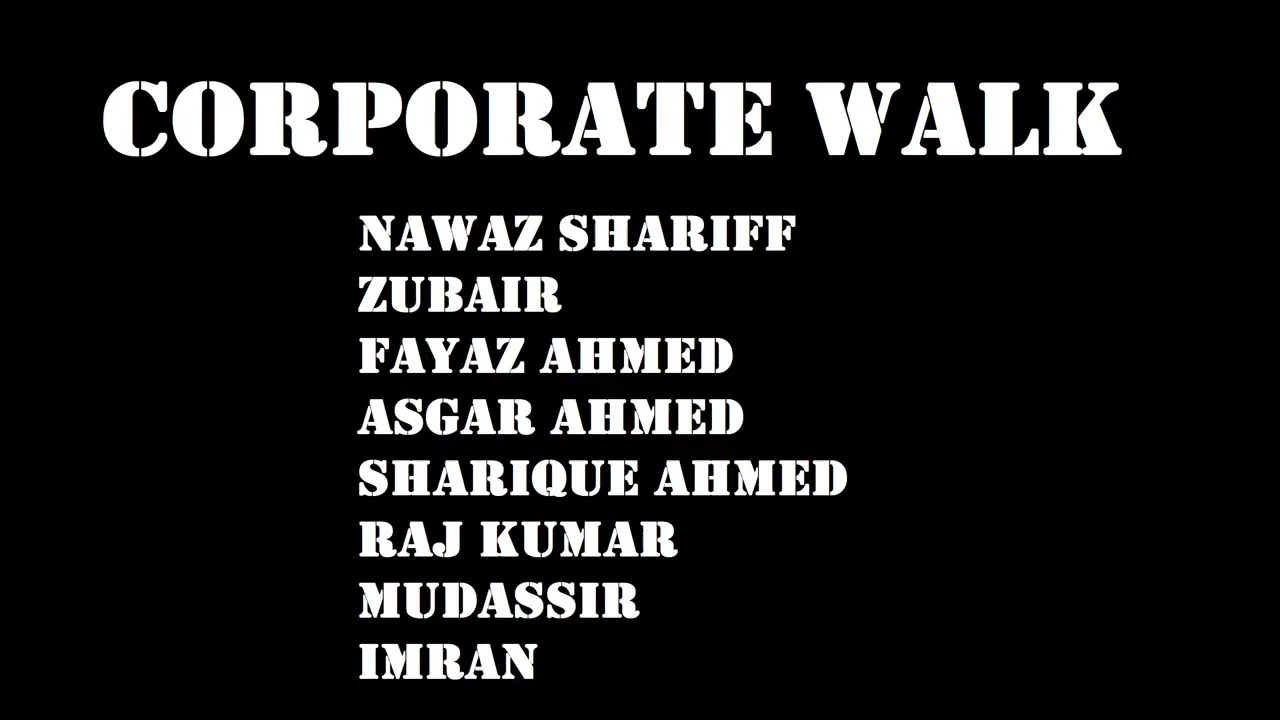 CORPORATE WALK
NAWAZ SHARIFF
ZUBAIR
FAYAZ AHMED
ASGAR AHMED
SHARIQUE AHMED
RAJ KUMAR
MUDASSIR
IMRAN